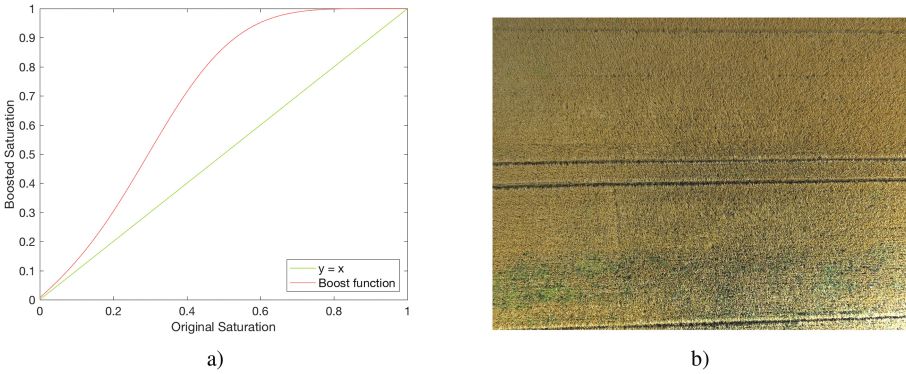 1
0.9
0.8
0.7
0.6
0.5
0.4
0.3
0.2
0.1
0
Boosted Saturation
0 0.2 0.4 0.6 0.8 1
Original Saturation
y = x
Boost function
a)
b)